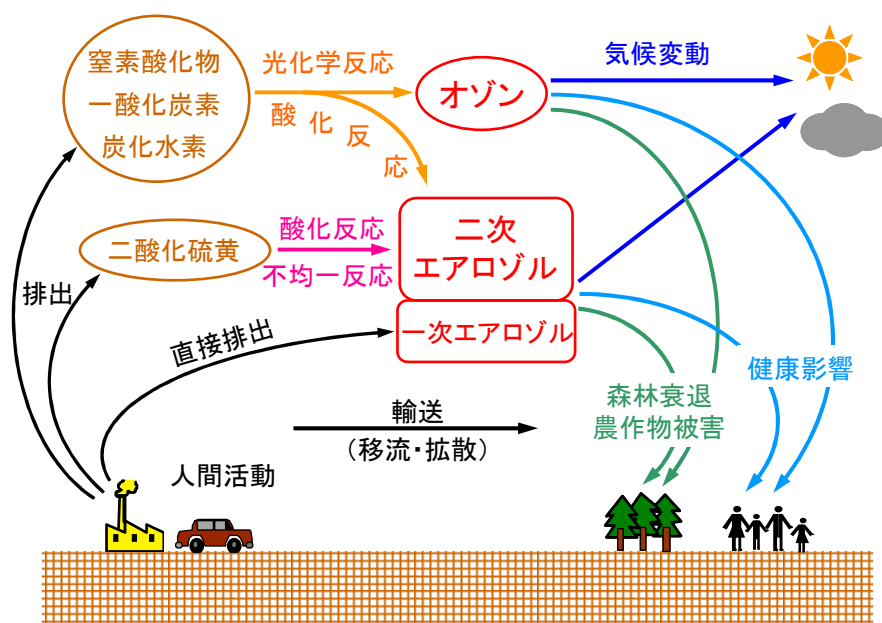 窒素酸化物
一酸化炭素
炭化水素
光化学反応
酸化反応
オゾン
気候変動
二酸化硫黄
酸化反応
不均一反応
二次
エアロゾル
一次エアロゾル
排出
直接排出
輸送
(移流・拡散)
人間活動
健康影響
森林衰退
農作物被害